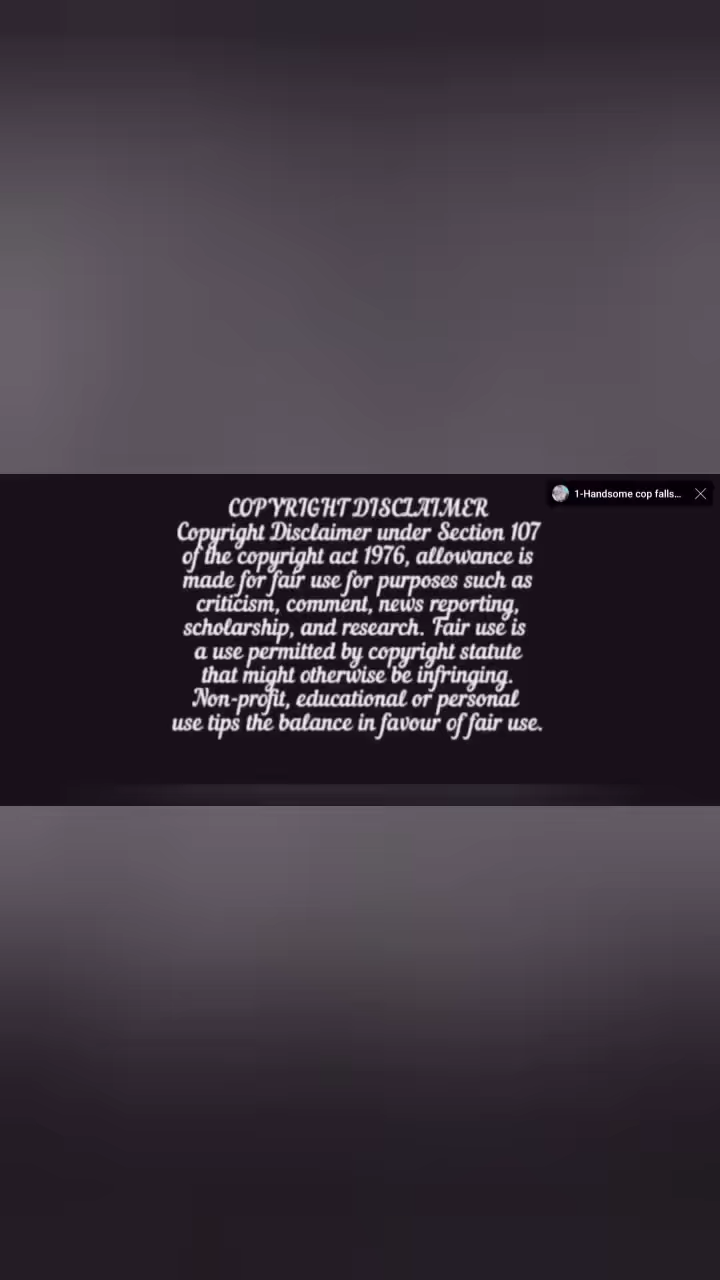 COPYRIGHT DISCLAIMER
Copyright Disclaimer under Section 107
of the copyright act 1976, allowance is
made for fair use for purposes such as
criticism, comment, news reporting,
scholarship, and research. Fair use is
a use permitted by copyright statute
that might otherwise be infringing.
Non-profit, educational or personal
use tips the balance in favour of fair use.
1-Handsome cop falls...